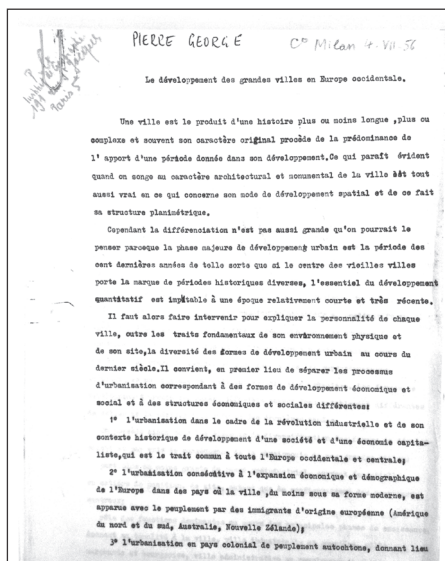 PIERRE GEORGE
C° Milan 4. VII. 56
Paris 5
Le développement des grandes villes en Europe occidentale.
Une ville est le produit d'une histoire plus ou moins longue ,plus ou
complexe et souvent son caractère original procède de la prédominance de
l' apport d'une période donnée dans son développement.Ce qui paraît évident
quand on songe au caractère architectural et monumental de la ville est tout
aussi vrai en ce qui concerne son mode de développement spatial et de ce fait
sa structure planimétrique.
Cependant la différenciation n'est pas aussi grande qu'on pourrait le
penser parceque la phase majeure de développement urbain est la période des
cent dernières années de telle sorte que si le centre des vieilles villes
porte la marque de périodes historiques diverses, l'essentiel du développement
quantitatif est imputable à une époque relativement courte et très récente.
Il faut alors faire intervenir pour expliquer la personnalité de chaque
ville, outre les traits fondamentaux de son environnement physique et
de son site,la diversité des formes de développement urbain au cours du
dernier siècle.Il convient, en premier lieu de séparer les processus
d'urbanisation correspondant à des formes de développement économique et
social et à des structures économiques et sociales différentes:
1° l'urbanisation dans le cadre de la révolution industrielle et de son
contexte historique de développement d'une société et d'une économie capita-
liste,qui est le trait commun à toute l'Europe occidentale et centrale;
2° l'urbanisation consécutive à l'expansion économique et démographique
de l'Europe dans des pays où la ville ,du moins sous sa forme moderne, est
apparue avec le peuplement par des immigrants d'origine européenne (Amérique
du nord et du sud, Australie, Nouvelle Zélande);
3° l'urbanisation en pays colonial de peuplement autochtone, donnant lieu